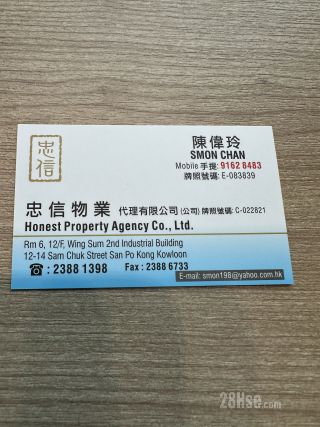 忠信
陳偉玲
SMON CHAN
Mobile 手提: 9162 8483
牌照號碼: E-083839
忠信物業 代理有限公司 (公司) 牌照號碼: C-022821
Honest Property Agency Co., Ltd.
Rm 6, 12/F, Wing Sum 2nd Industrial Building
12-14 Sam Chuk Street San Po Kong Kowloon
☎ : 2388 1398 Fax : 2388 6733
E-mail: smon198@yahoo.com.hk
28Hse.com